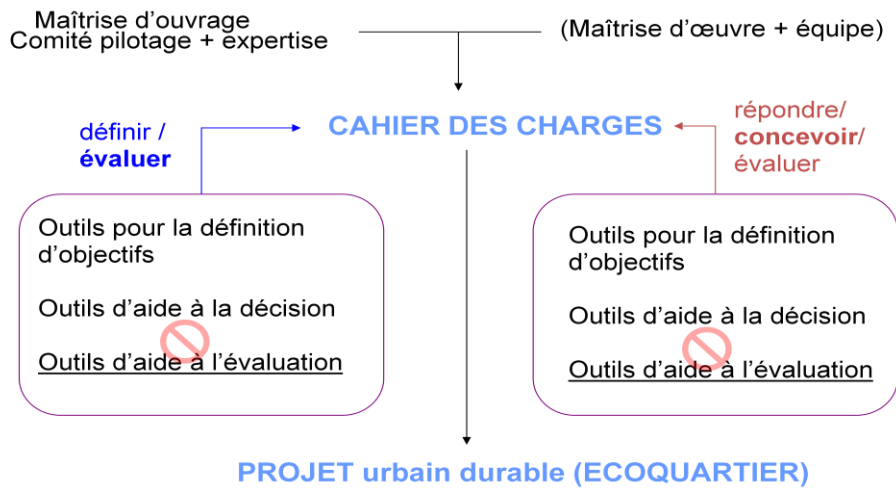 Maîtrise d'ouvrage
Comité pilotage + expertise
(Maîtrise d'œuvre + équipe)
CAHIER DES CHARGES
définir /
évaluer
répondre/
concevoir/
évaluer
Outils pour la définition
d'objectifs
Outils d'aide à la décision
Outils d'aide à l'évaluation
Outils pour la définition
d'objectifs
Outils d'aide à la décision
Outils d'aide à l'évaluation
PROJET urbain durable (ECOQUARTIER)